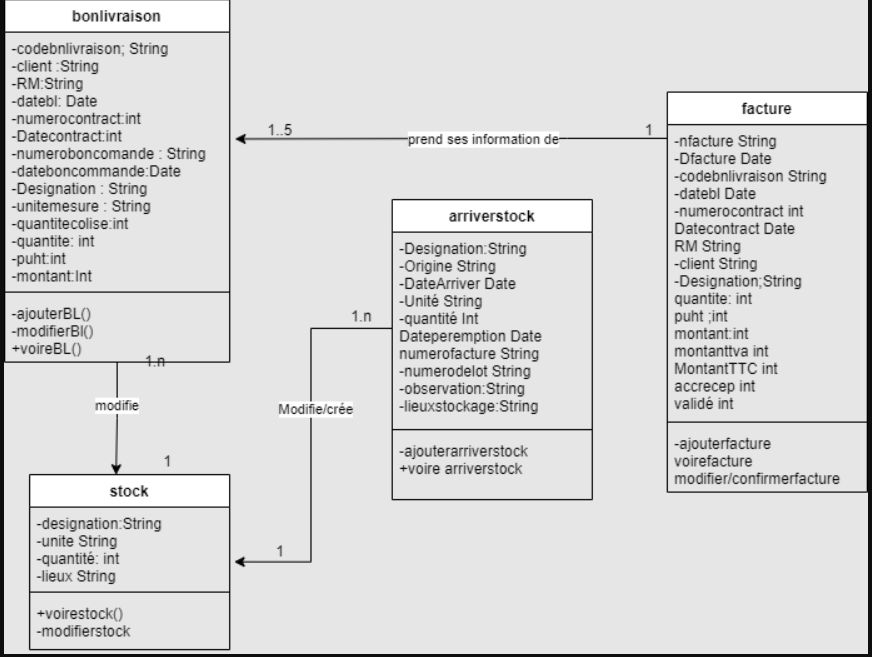 bonlivraison
-codebnlivraison; String
-client :String
-RM:String
-datebl: Date
-numerocontract:int
-Datecontract:int
-numeroboncomande : String
-dateboncommande:Date
-Designation : String
-unitemesure : String
-quantitecolise:int
-quantite: int
-puht:int
-montant:Int
-ajouterBL()
-modifierBl()
+voireBL()
1.n
modifie
1
stock
-designation:String
-unite String
-quantité: int
-lieux String
+voirestock()
-modifierstock
1..5
prend ses information de
1
arriverstock
-Designation:String
-Origine String
-DateArriver Date
-Unité String
-quantité Int
Dateperemption Date
numerofacture String
-numerodelot String
-observation:String
-lieuxstockage:String
-ajouterarriverstock
+voire arriverstock
1.n
Modifie/crée
1
facture
-nfacture String
-Dfacture Date
-codebnlivraison String
-datebl Date
-numerocontract int
Datecontract Date
RM String
-client String
-Designation;String
quantite: int
puht ;int
montant:int
montanttva int
MontantTTC int
accrecep int
validé int
-ajouterfacture
voirefacture
modifier/confirmerfacture